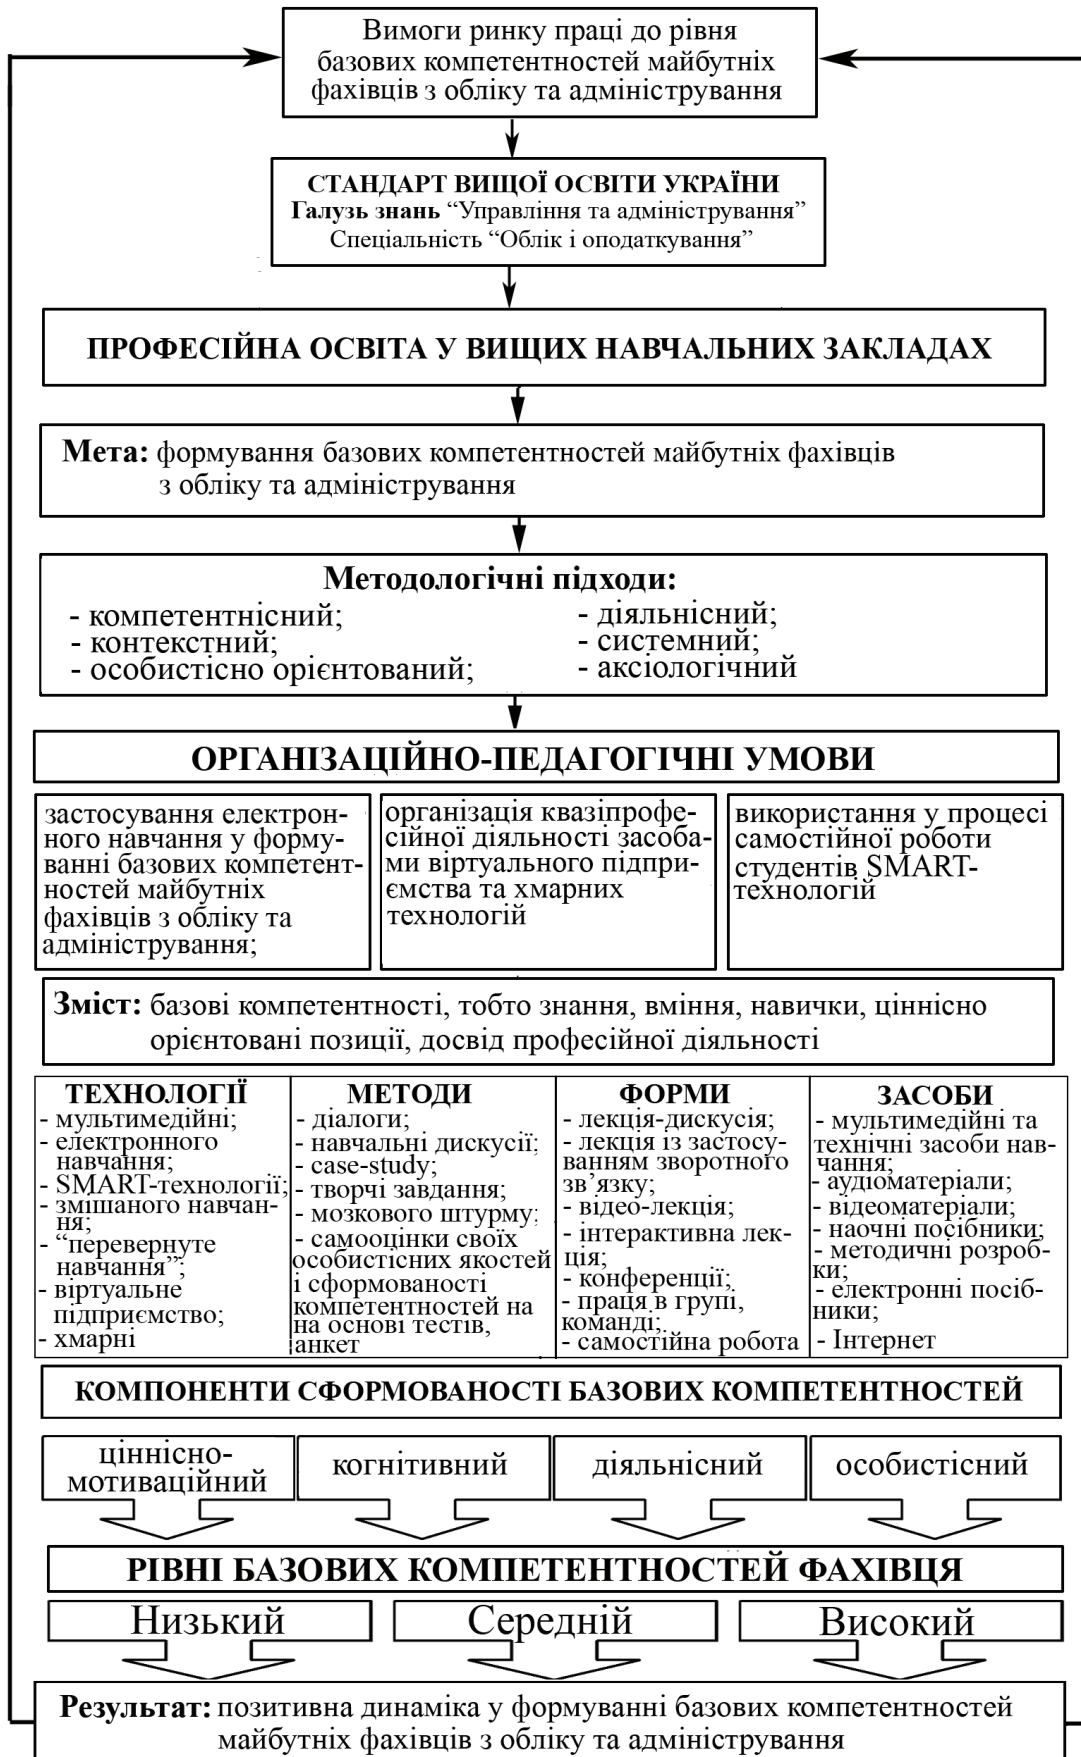 Вимоги ринку праці до рівня
базових компетентностей майбутніх
фахівців з обліку та адміністрування
СТАНДАРТ ВИЩОЇ ОСВІТИ УКРАЇНИ
Галузь знань “Управління та адміністрування”
Спеціальність “Облік і оподаткування”
ПРОФЕСІЙНА ОСВІТА У ВИЩИХ НАВЧАЛЬНИХ ЗАКЛАДАХ
Мета: формування базових компетентностей майбутніх фахівців
з обліку та адміністрування
Методологічні підходи:
- компетентнісний;
- контекстний;
- особистісно орієнтований;
- діяльнісний;
- системний;
- аксіологічний
ОРГАНІЗАЦІЙНО-ПЕДАГОГІЧНІ УМОВИ
застосування електрон-
ного навчання у форму-
ванні базових компетент-
ностей майбутніх
фахівців з обліку та
адміністрування;
організація квазіпрофе-
сійної діяльності засоба-
ми віртуального підпри-
ємства та хмарних
технологій
використання у процесі
самостійної роботи
студентів SMART-
технологій
Зміст: базові компетентності, тобто знання, вміння, навички, ціннісно
орієнтовані позиції, досвід професійної діяльності
ТЕХНОЛОГІЇ
- мультимедійні;
- електронного
навчання;
- SMART-технології;
- змішаного навчан-
ня;
- “перевернуте
навчання”;
- віртуальне
підприємство;
- хмарні
МЕТОДИ
- діалоги;
- навчальні дискусії;
- case-study;
- творчі завдання;
- мозкового штурму;
- самооцінки своїх
особистісних якостей
і сформованості
компетентностей на
на основі тестів,
анкет
ФОРМИ
- лекція-дискусія;
- лекція із застосу-
ванням зворотного
зв’язку;
- відео-лекція;
- інтерактивна лек-
ція;
- конференції;
- праця в групі,
команді;
- самостійна робота
ЗАСОБИ
- мультимедійні та
технічні засоби нав-
чання;
- аудіоматеріали;
- відеоматеріали;
- наочні посібники;
- методичні розроб-
ки;
- електронні посіб-
ники;
- Інтернет
КОМПОНЕНТИ СФОРМОВАНОСТІ БАЗОВИХ КОМПЕТЕНТНОСТЕЙ
ціннісно-
мотиваційний
когнітивний
діяльнісний
особистісний
РІВНІ БАЗОВИХ КОМПЕТЕНТНОСТЕЙ ФАХІВЦЯ
Низький
Середній
Високий
Результат: позитивна динаміка у формуванні базових компетентностей
майбутніх фахівців з обліку та адміністрування